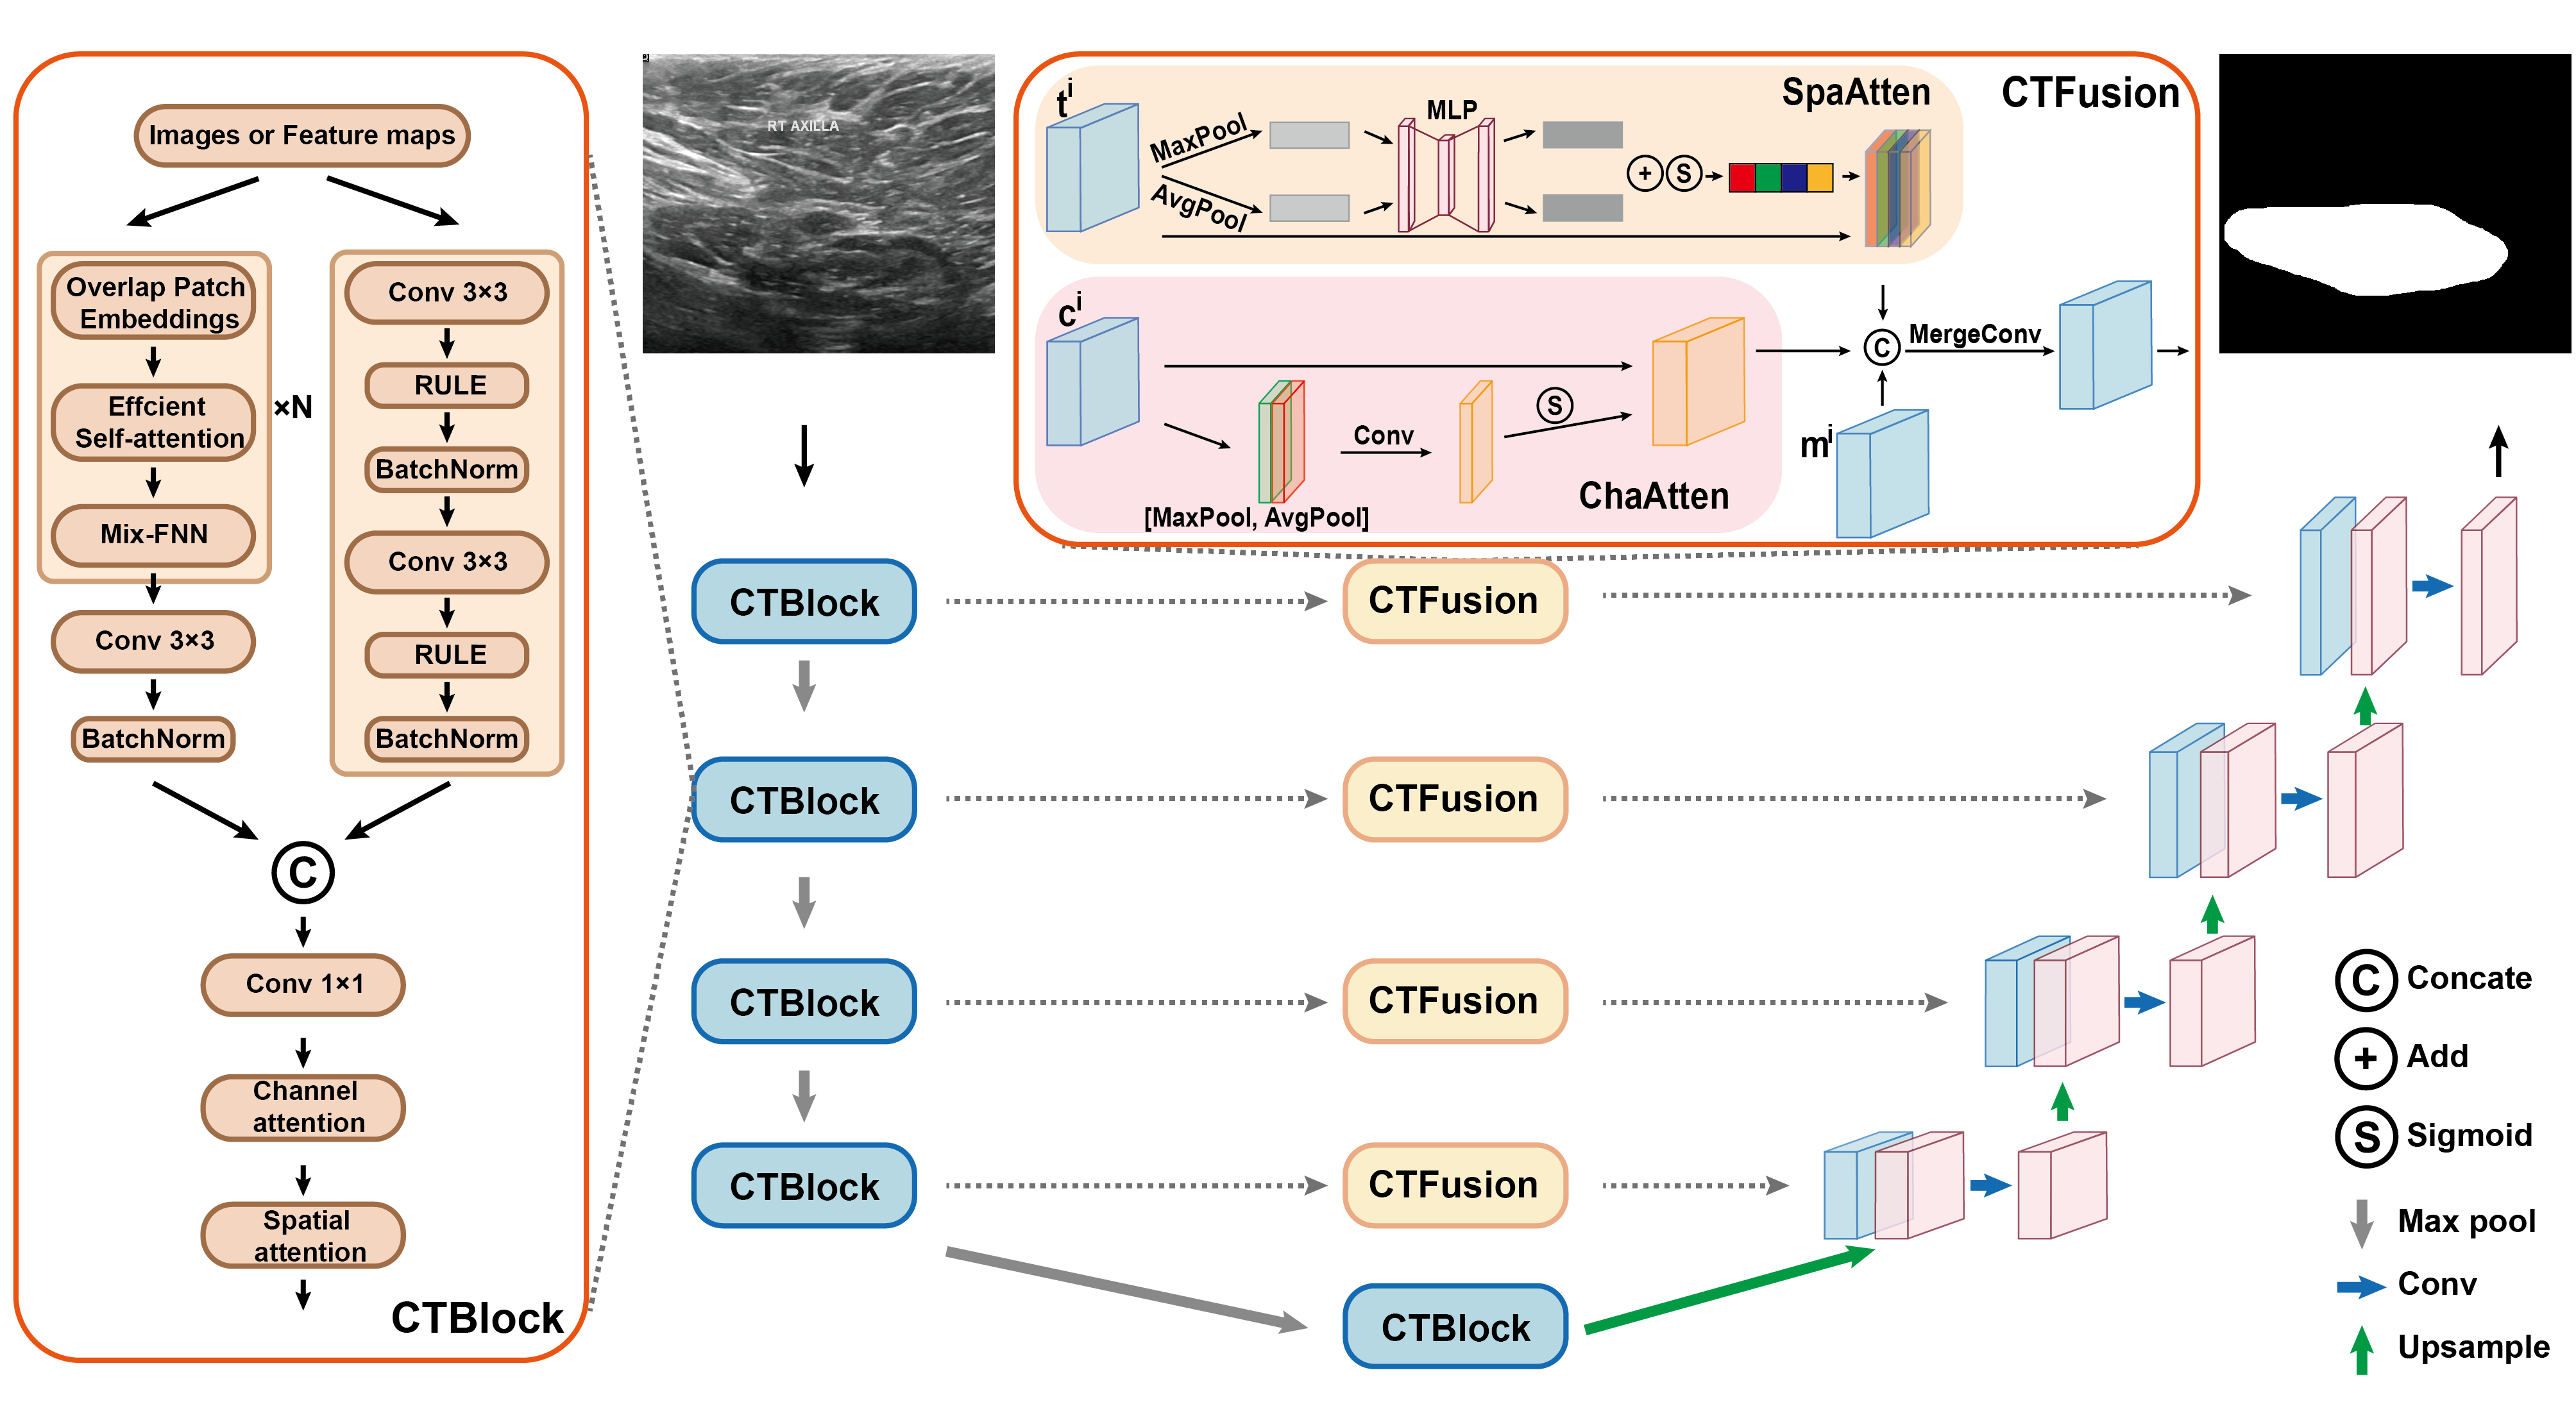 Images or Feature maps
Overlap Patch
Embeddings
Effcient
Self-attention
Mix-FNN
×N
Conv 3×3
BatchNorm
Conv 3×3
RULE
BatchNorm
Conv 3×3
RULE
BatchNorm
C
Conv 1×1
Channel
attention
Spatial
attention
CTBlock
RT AXILLA
CTFusion
SpaAtten
tⁱ
MaxPool
AvgPool
MLP
+
S
cⁱ
[MaxPool, AvgPool]
Conv
S
ChaAtten
C
MergeConv
mⁱ
CTBlock
CTFusion
CTBlock
CTFusion
CTBlock
CTFusion
CTBlock
CTFusion
CTBlock
C Concate
+ Add
S Sigmoid
Max pool
Conv
Upsample